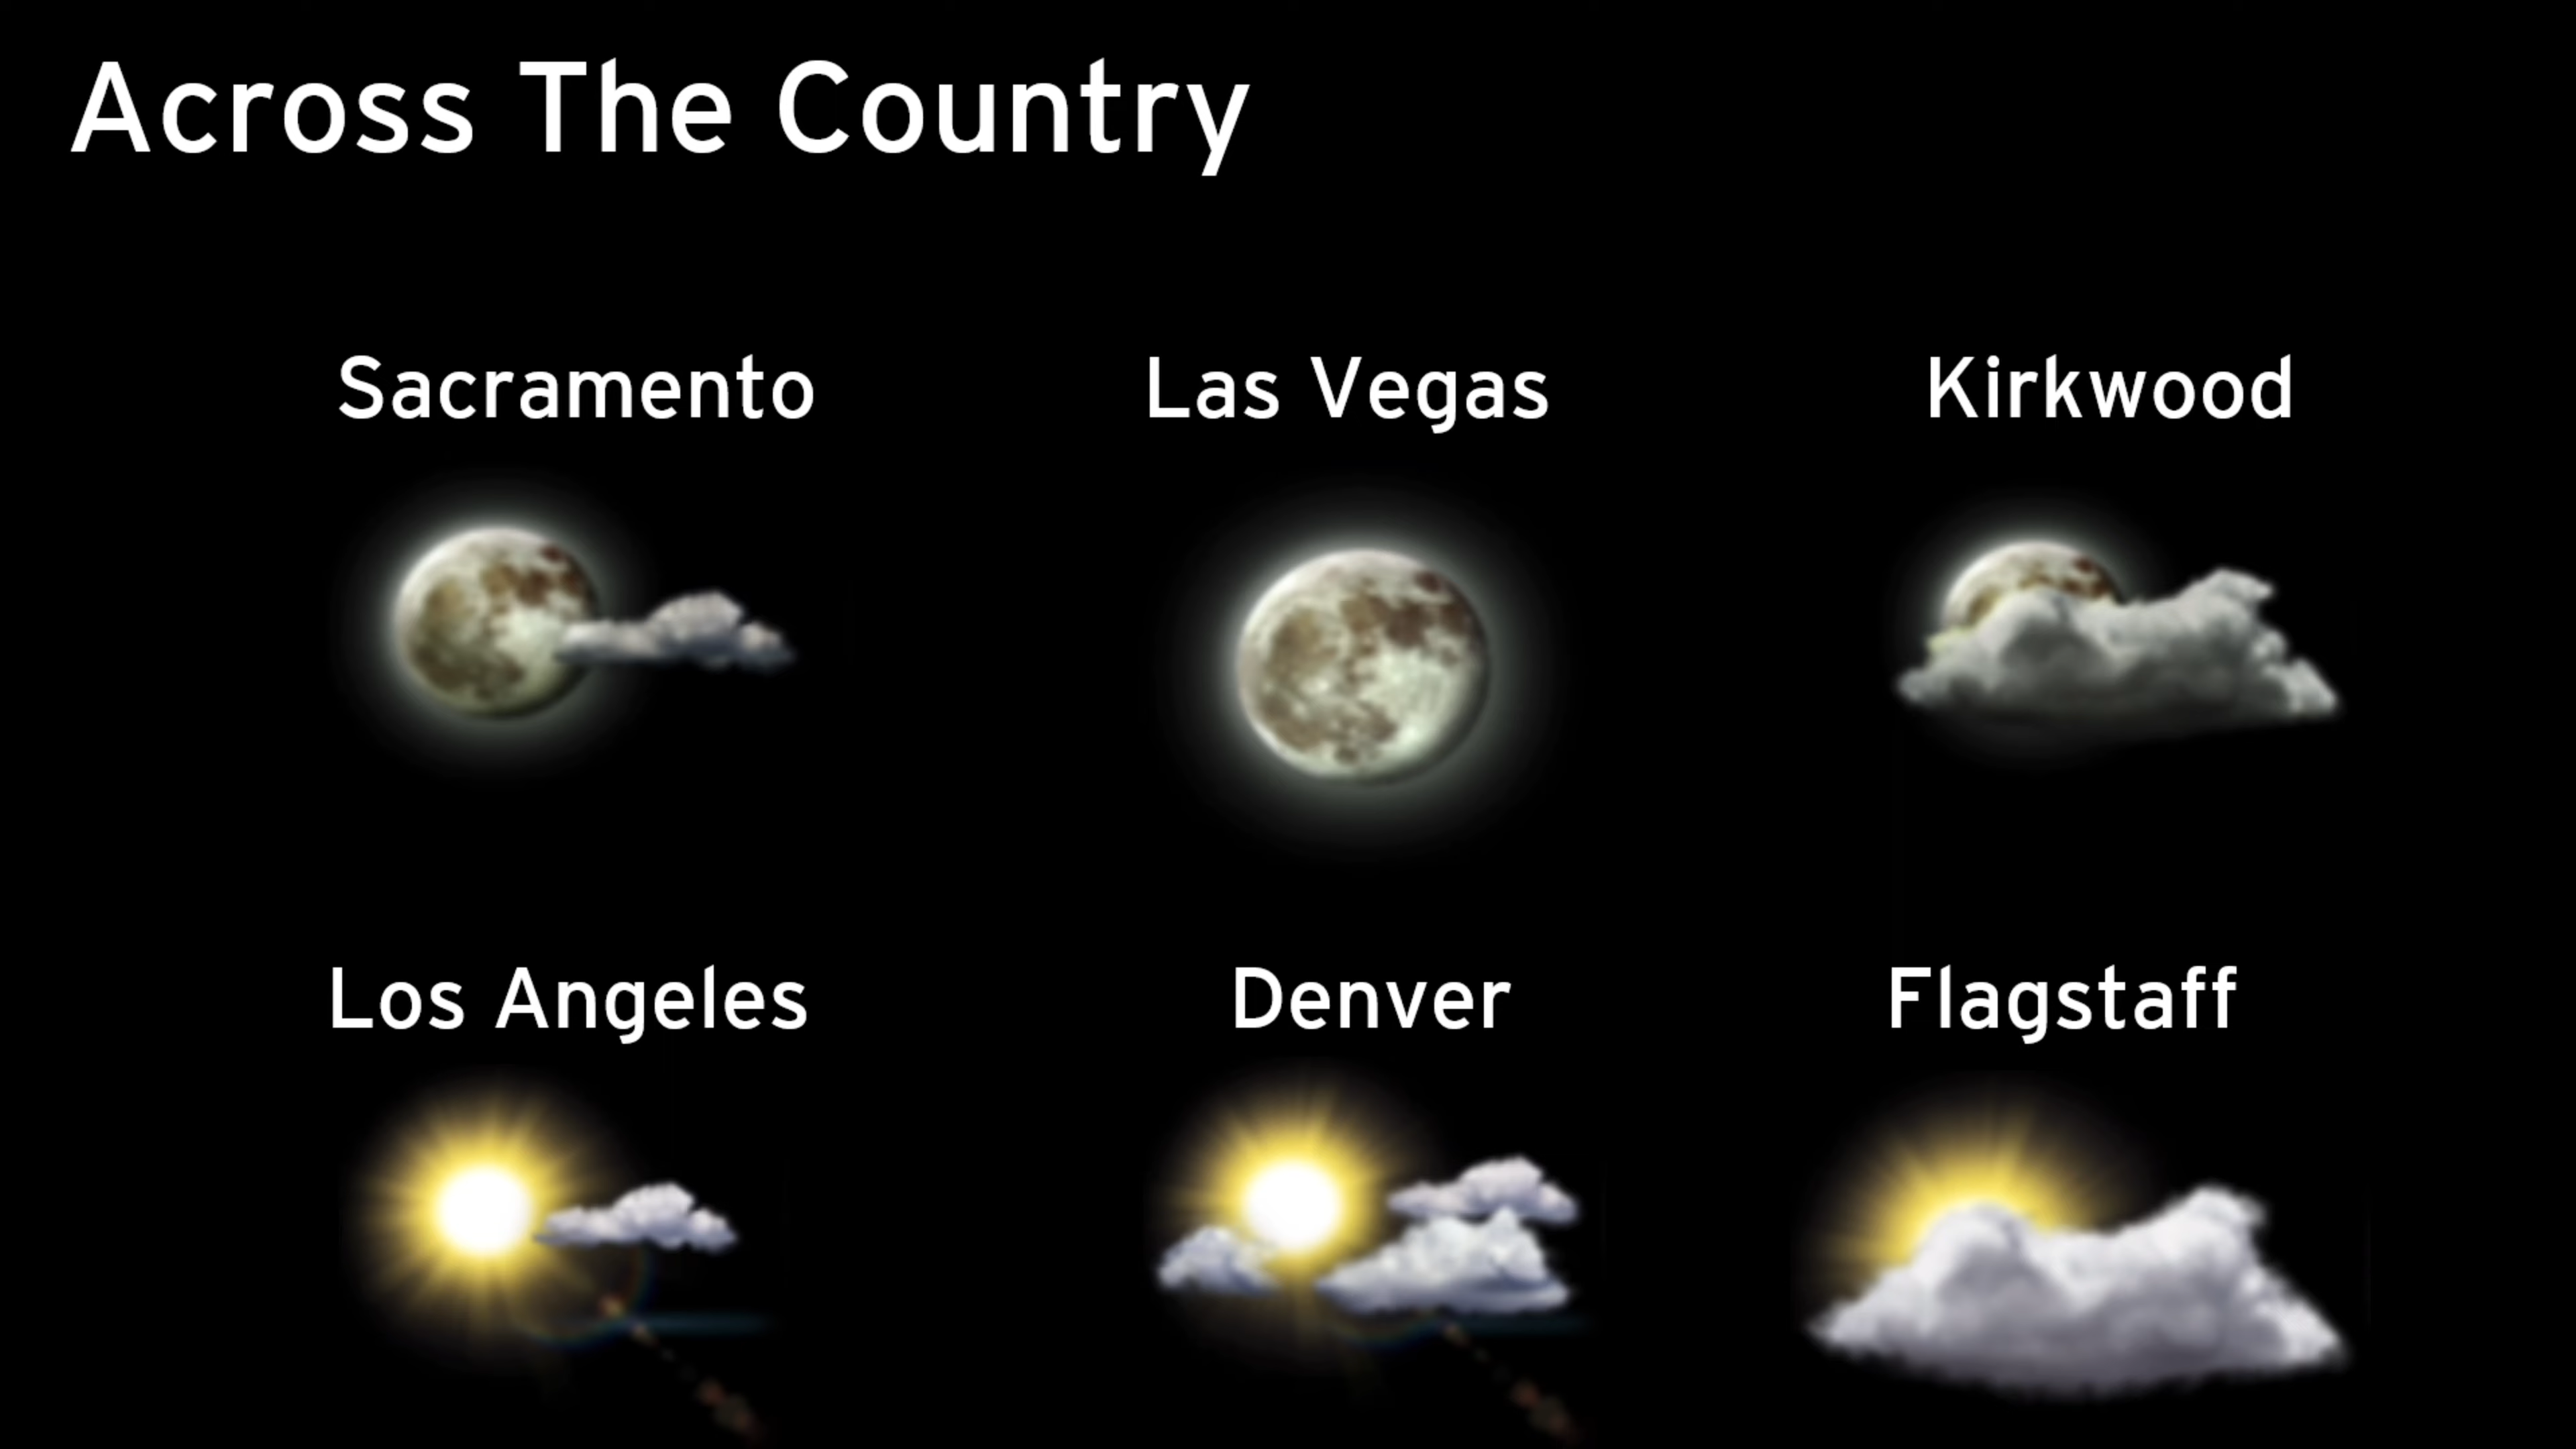 Across The Country
Sacramento
Las Vegas
Kirkwood
Los Angeles
Denver
Flagstaff